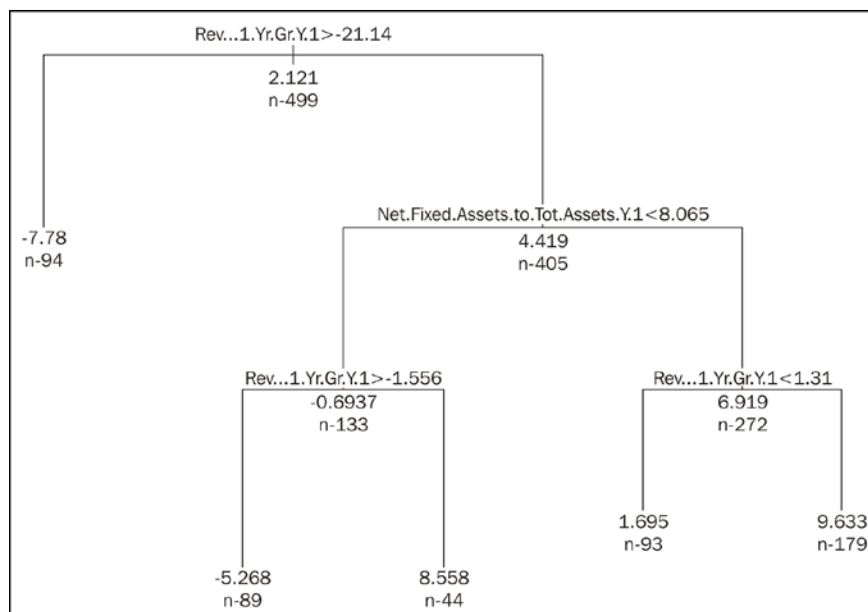 Rev...1.Yr.Gr.Y.1>-21.14
2.121
n-499
Net.Fixed.Assets.to.Tot.Assets.Y.1<8.065
-7.78
n-94
4.419
n-405
Rev...1.Yr.Gr.Y.1>-1.556
-0.6937
n-133
Rev...1.Yr.Gr.Y.1<1.31
6.919
n-272
1.695
n-93
9.633
n-179
-5.268
n-89
8.558
n-44